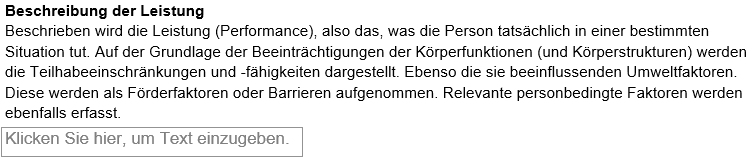 Beschreibung der Leistung
Beschrieben wird die Leistung (Performance), also das, was die Person tatsächlich in einer bestimmten
Situation tut. Auf der Grundlage der Beeinträchtigungen der Körperfunktionen (und Körperstrukturen) werden
die Teilhabeeinschränkungen und -fähigkeiten dargestellt. Ebenso die sie beeinflussenden Umweltfaktoren.
Diese werden als Förderfaktoren oder Barrieren aufgenommen. Relevante personbedingte Faktoren werden
ebenfalls erfasst.
Klicken Sie hier, um Text einzugeben.